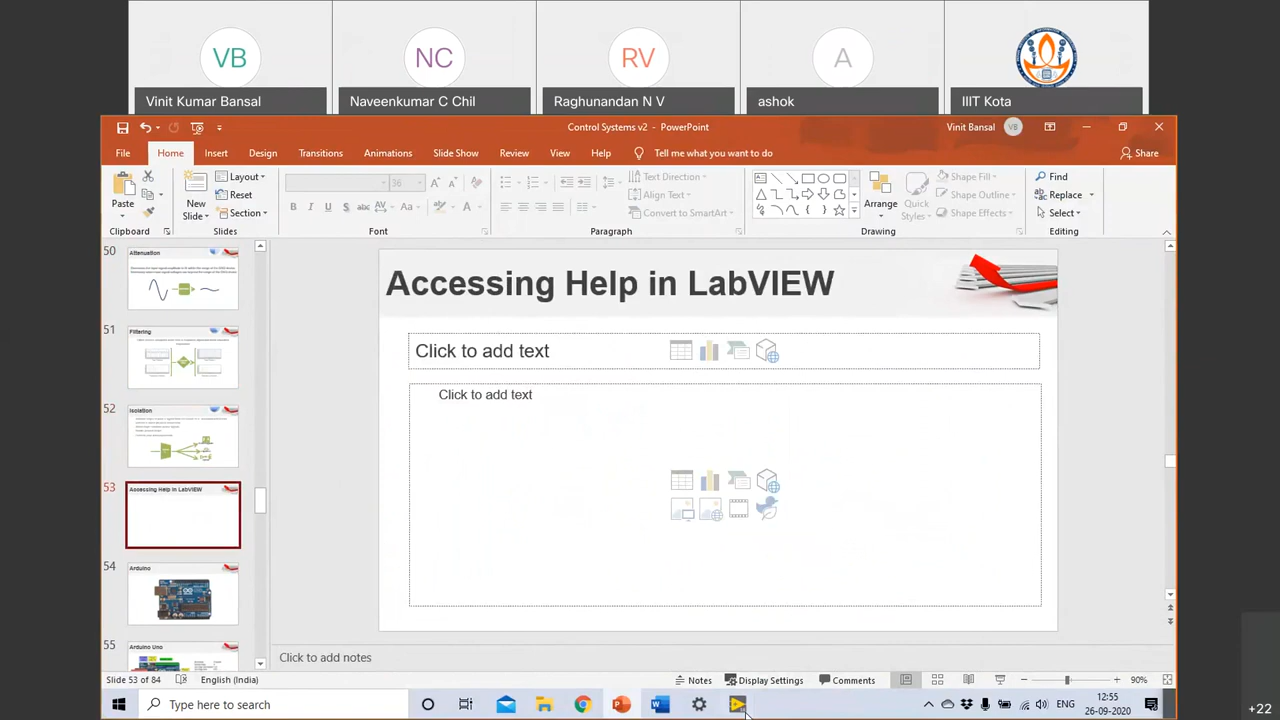 VB
NC
RV
A
Vinit Kumar Bansal
Naveenkumar C Chil
Raghunandan N V
ashok
IIIT Kota
Control Systems v2 - PowerPoint
Vinit Bansal
VB
File
Home
Insert
Design
Transitions
Animations
Slide Show
Review
View
Help
Tell me what you want to do
Share
Paste
New
Slide
Layout
Reset
Section
36
B
I
U
S
abc
AV
Aa
A
Text Direction
Align Text
Convert to SmartArt
Arrange
Quick
Styles
Shape Fill
Shape Outline
Shape Effects
Find
Replace
Select
Clipboard
Slides
Font
Paragraph
Drawing
Editing
50
Attenuation
51
Filtering
52
Isolation
53
Accessing Help in LabVIEW
54
Arduino
55
Arduino Uno
Accessing Help in LabVIEW
Click to add text
Click to add text
Click to add notes
Slide 53 of 84
English (India)
Notes
Display Settings
Comments
90%
Type here to search
ENG
12:55
26-09-2020
+22